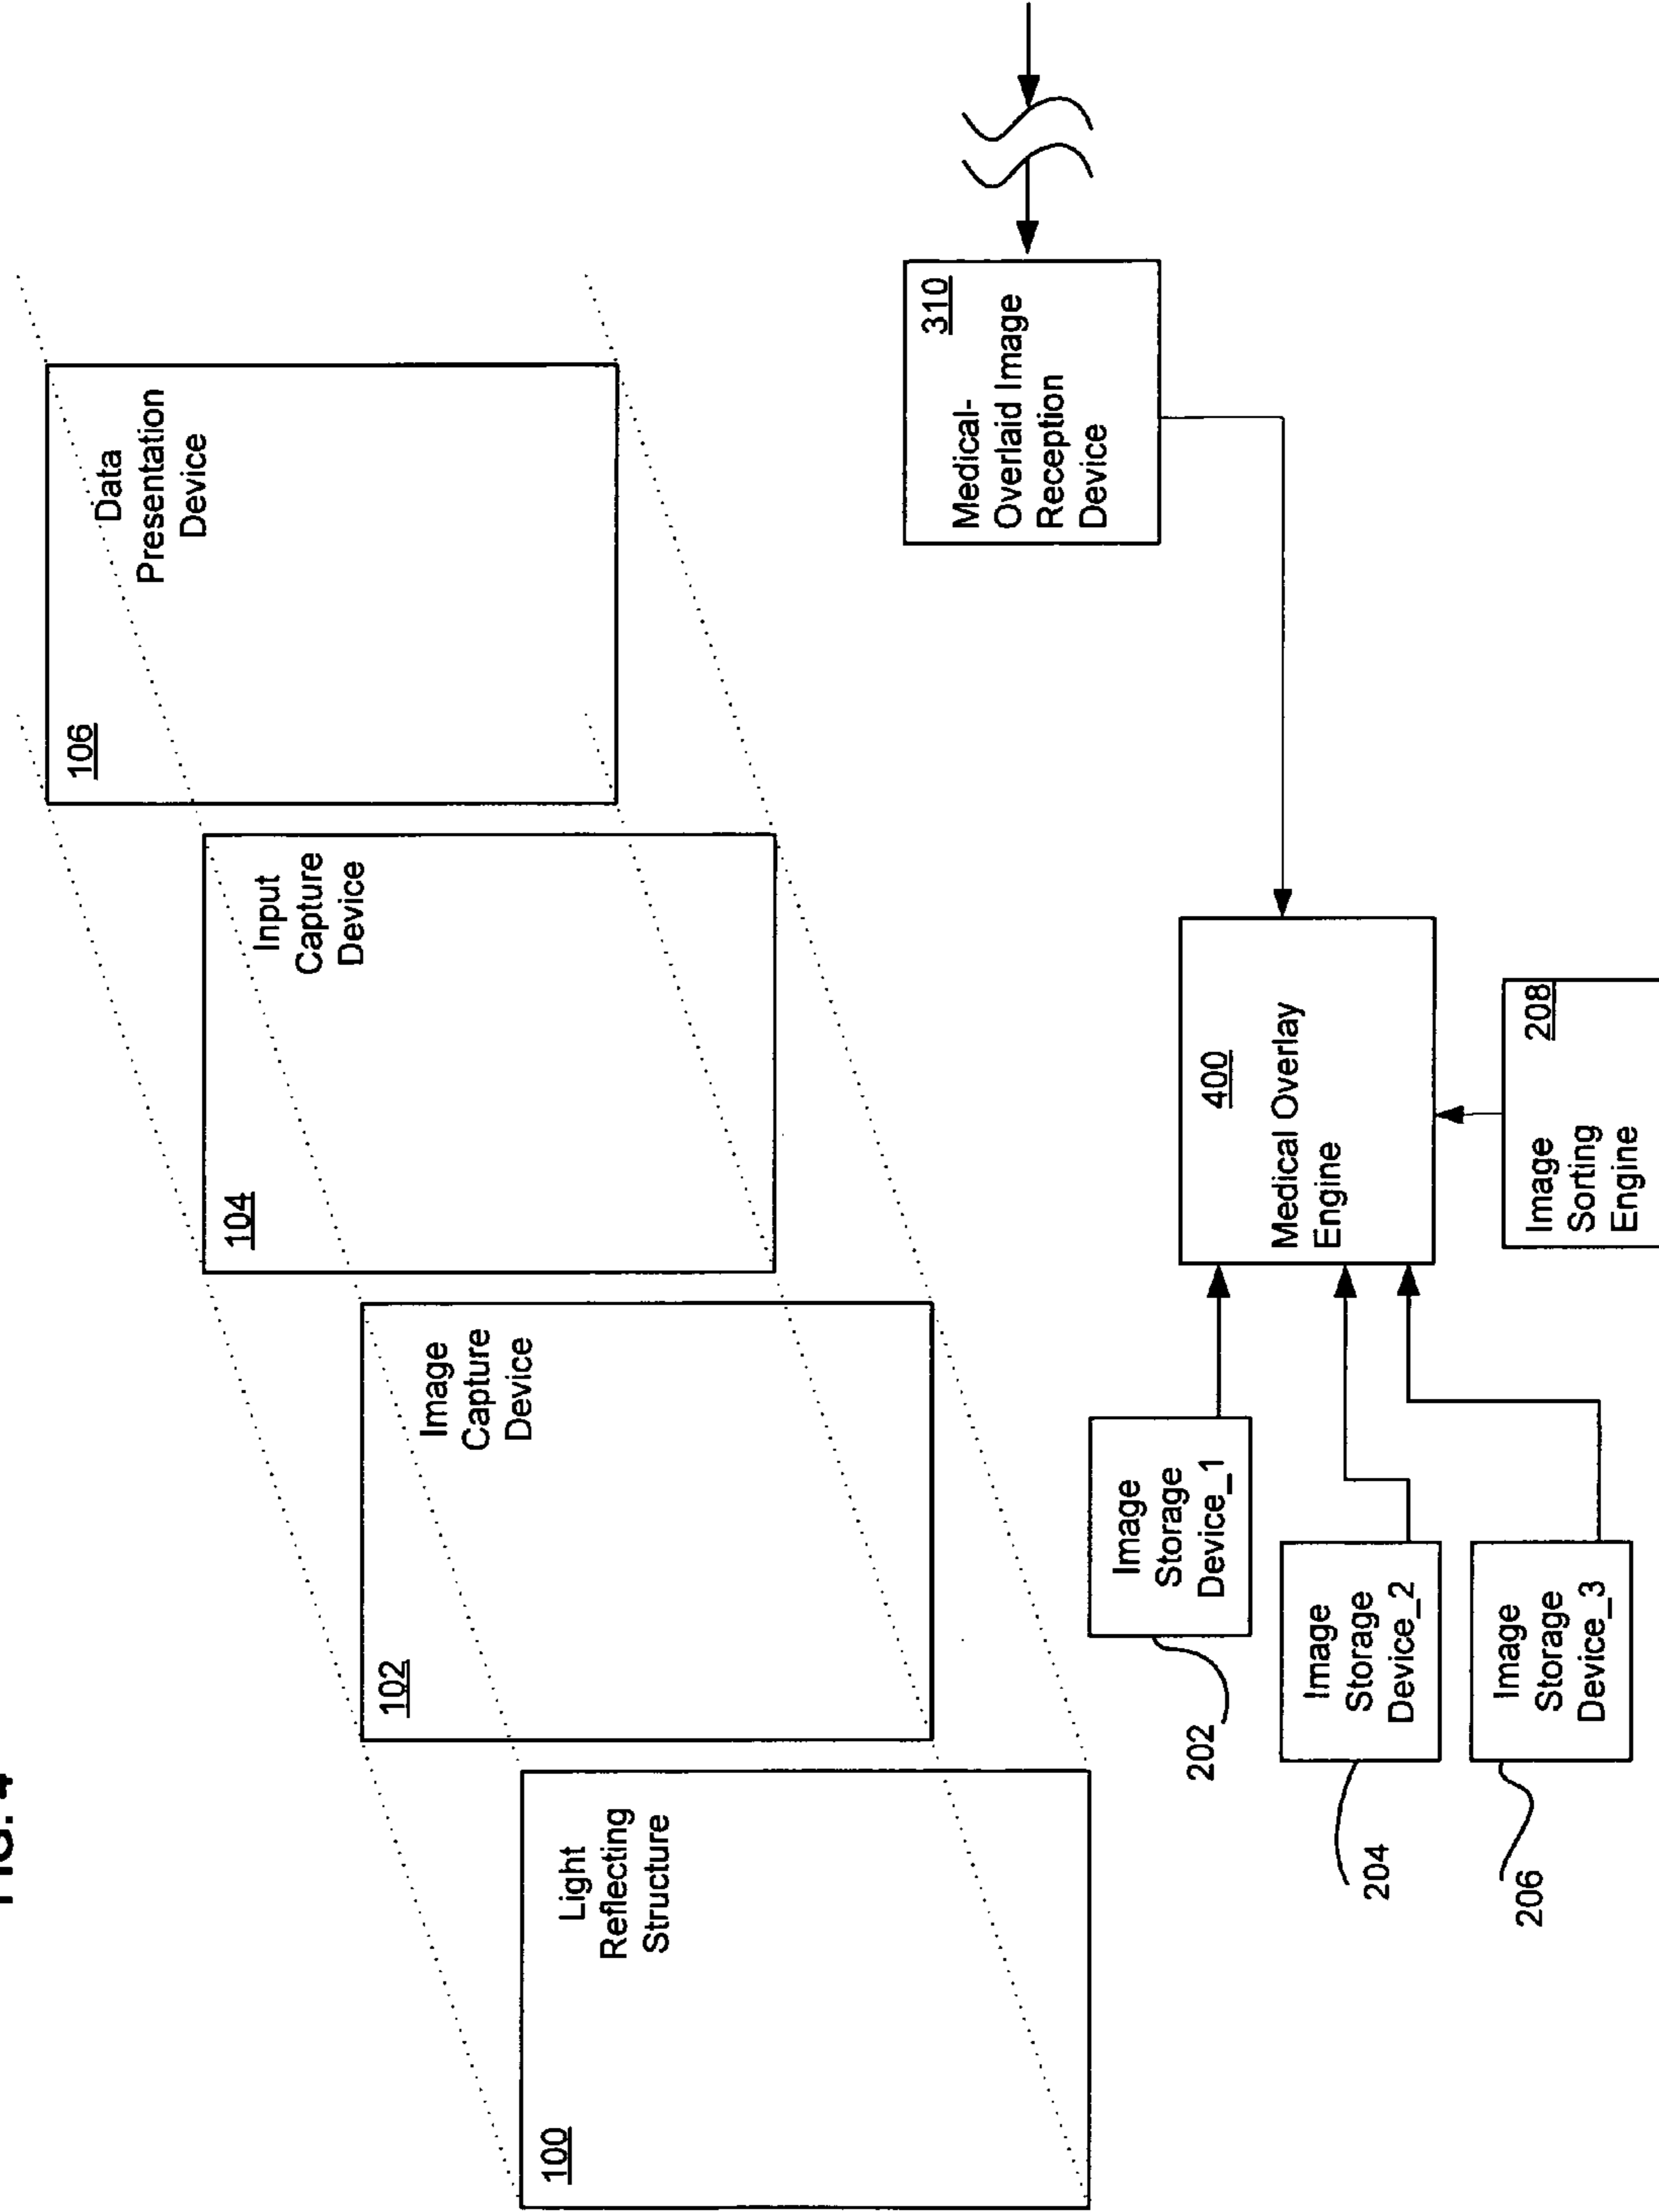 FIG. 4
100
Light
Reflecting
Structure
102
Image
Capture
Device
104
Input
Capture
Device
106
Data
Presentation
Device
202
Image
Storage
Device_1
204
Image
Storage
Device_2
206
Image
Storage
Device_3
400
Medical Overlay
Engine
208
Image
Sorting
Engine
310
Medical-
Overlaid Image
Reception
Device